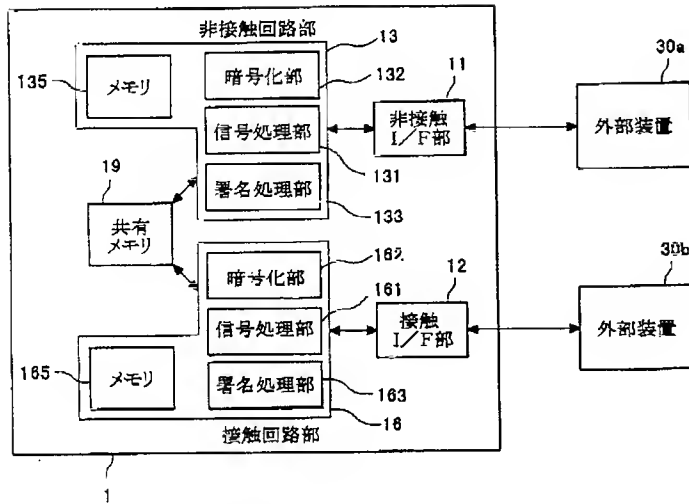 非接触回路部
13
30a
135
メモリ
暗号化部
132
11
非接触
I/F部
外部装置
信号処理部
131
19
共有
メモリ
署名処理部
133
162
30b
暗号化部
161
12
信号処理部
接触
I/F部
外部装置
165
メモリ
署名処理部
163
16
接触回路部
1